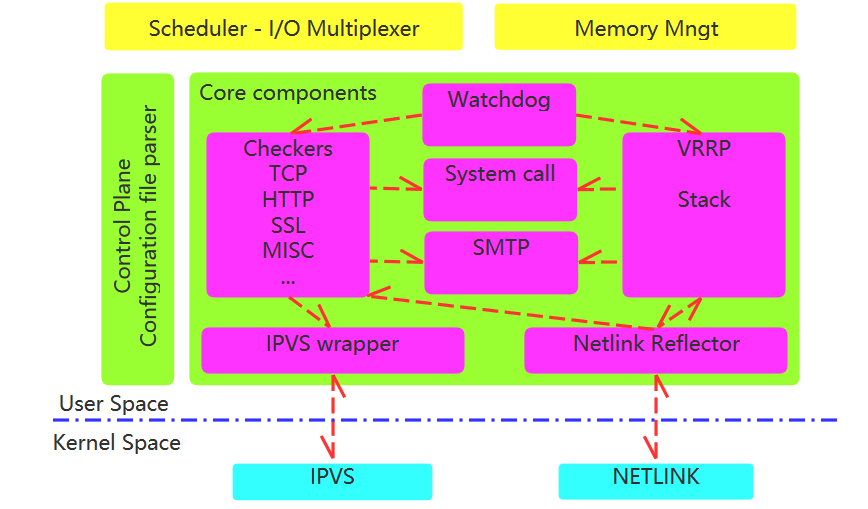 Scheduler - I/O Multiplexer
Memory Mngt
Control Plane
Configuration file parser
Core components
Watchdog
Checkers
TCP
HTTP
SSL
MISC
...
System call
SMTP
VRRP
Stack
IPVS wrapper
Netlink Reflector
User Space
Kernel Space
IPVS
NETLINK